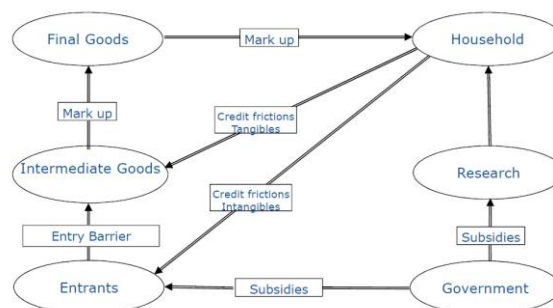 Final Goods
Mark up
Household
Mark up
Credit frictions
Tangibles
Intermediate Goods
Research
Credit frictions
Intangibles
Entry Barrier
Subsidies
Entrants
Subsidies
Government